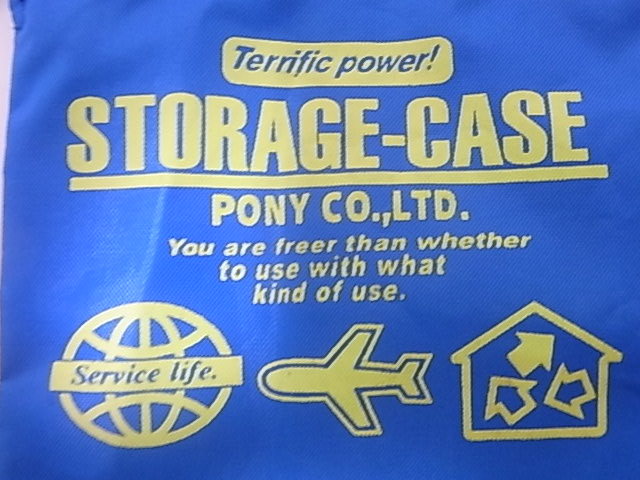 Terrific power!
STORAGE-CASE
PONY CO.,LTD.
You are freer than whether
to use with what
kind of use.
Service life.